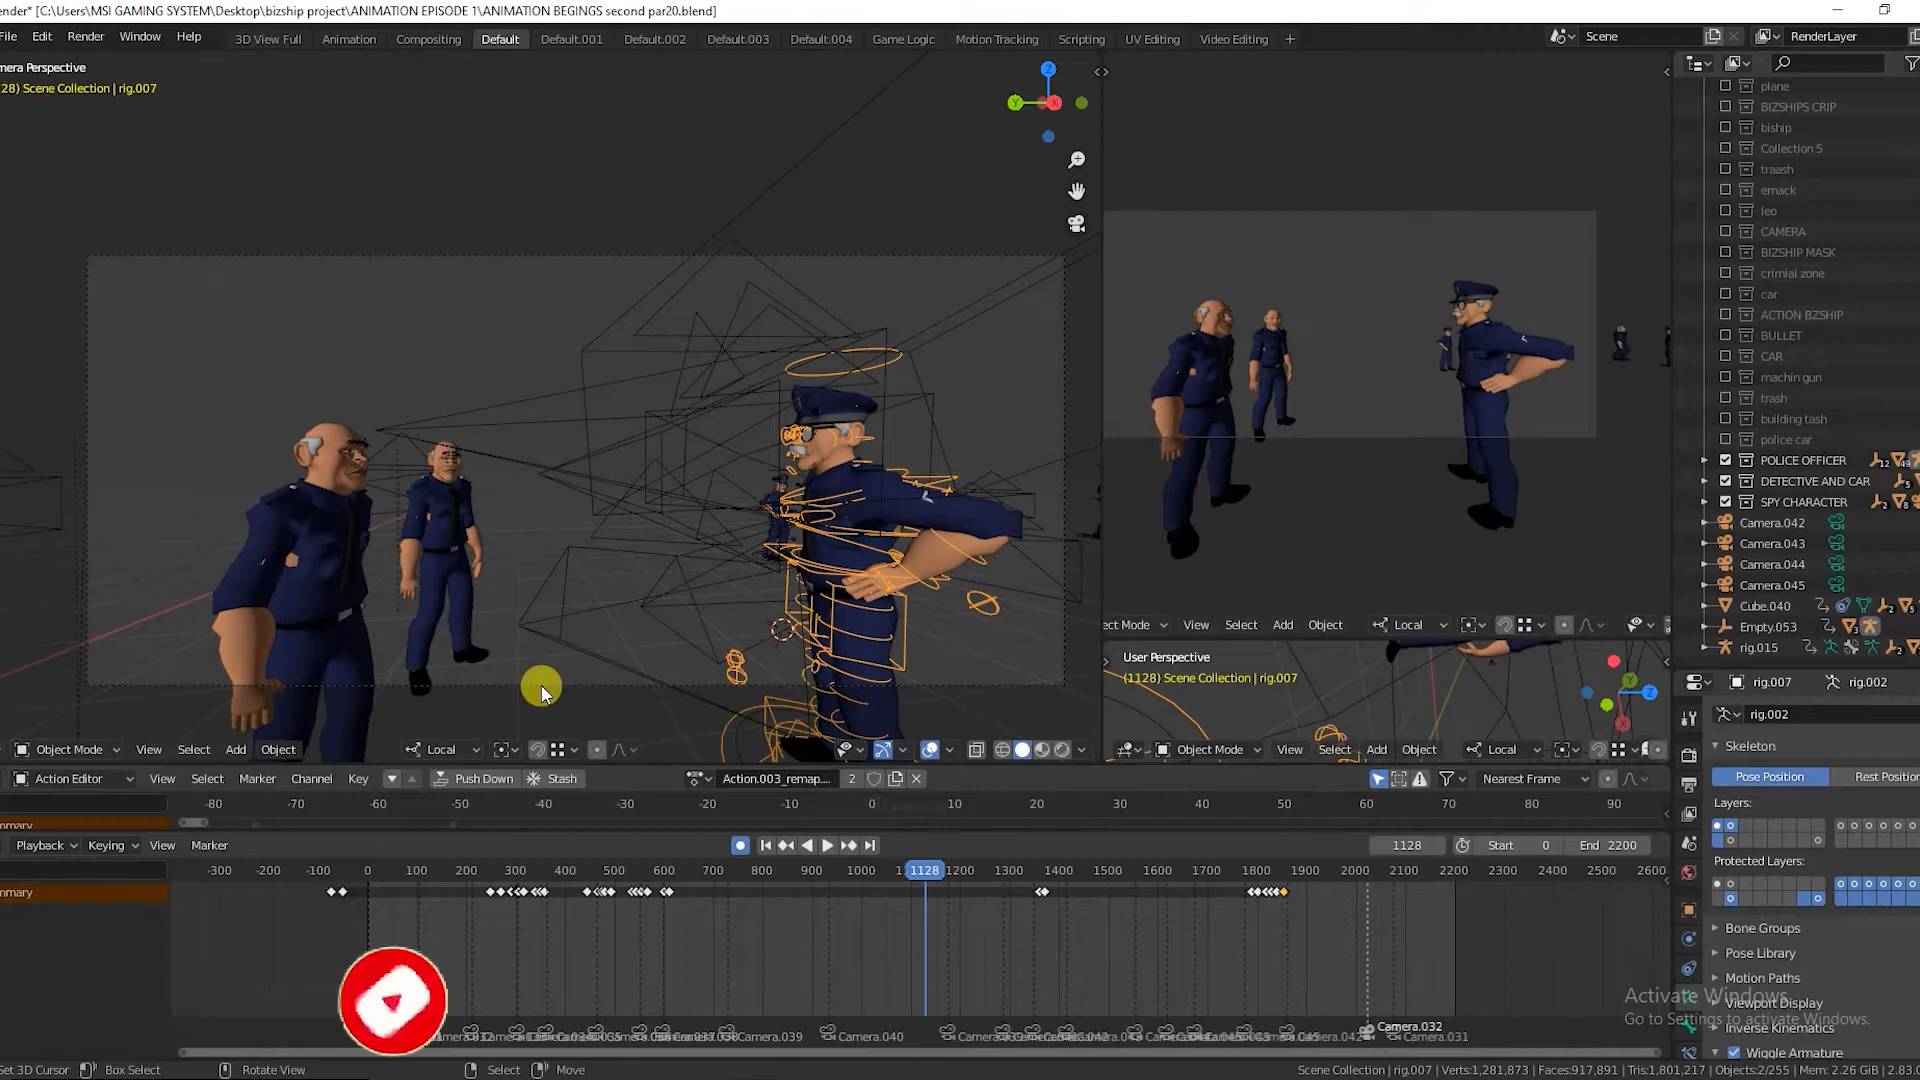 ender* [C:\Users\MSI GAMING SYSTEM\Desktop\bizship project\ANIMATION EPISODE 1\ANIMATION BEGINGS second par20.blend]
File Edit Render Window Help 3D View Full Animation Compositing Default Default.001 Default.002 Default.003 Default.004 Game Logic Motion Tracking Scripting UV Editing Video Editing + Scene RenderLayer
mera Perspective
28) Scene Collection | rig.007
Z
Y X
plane
BIZSHIPS CRIP
biship
Collection 5
traash
emack
leo
CAMERA
BIZSHIP MASK
crimial zone
car
ACTION BZSHIP
BULLET
CAR
machin gun
trash
building tash
police car
POLICE OFFICER 12 49
DETECTIVE AND CAR 5
SPY CHARACTER 2 8
Camera.042
Camera.043
Camera.044
Camera.045
Cube.040 2 5
Empty.053 3
rig.015 2
ect Mode View Select Add Object Local
User Perspective
(1128) Scene Collection | rig.007
Y
Z
X
Object Mode View Select Add Object Local
Object Mode View Select Add Object Local
rig.007 rig.002
rig.002
Skeleton
Pose Position Rest Position
Layers:
Protected Layers:
Bone Groups
Pose Library
Motion Paths
Viewport Display
Inverse Kinematics
Wiggle Armature
Activate Windows
Go to Settings to activate Windows.
Action Editor View Select Marker Channel Key Push Down Stash Action.003_remap... 2 Nearest Frame
-80 -70 -60 -50 -40 -30 -20 -10 0 10 20 30 40 50 60 70 80 90
mmary
Playback Keying View Marker 1128 Start 0 End 2200
-300 -200 -100 0 100 200 300 400 500 600 700 800 900 1000 1128 1200 1300 1400 1500 1600 1700 1800 1900 2000 2100 2200 2300 2400 2500 2600
mmary
Camera.039 Camera.040 Camera.032 Camera.031
Set 3D Cursor Box Select Rotate View Select Move Scene Collection | rig.007 | Verts:1,281,873 | Faces:917,891 | Tris:1,801,217 | Objects:2/255 | Mem: 2.26 GiB | 2.83.0